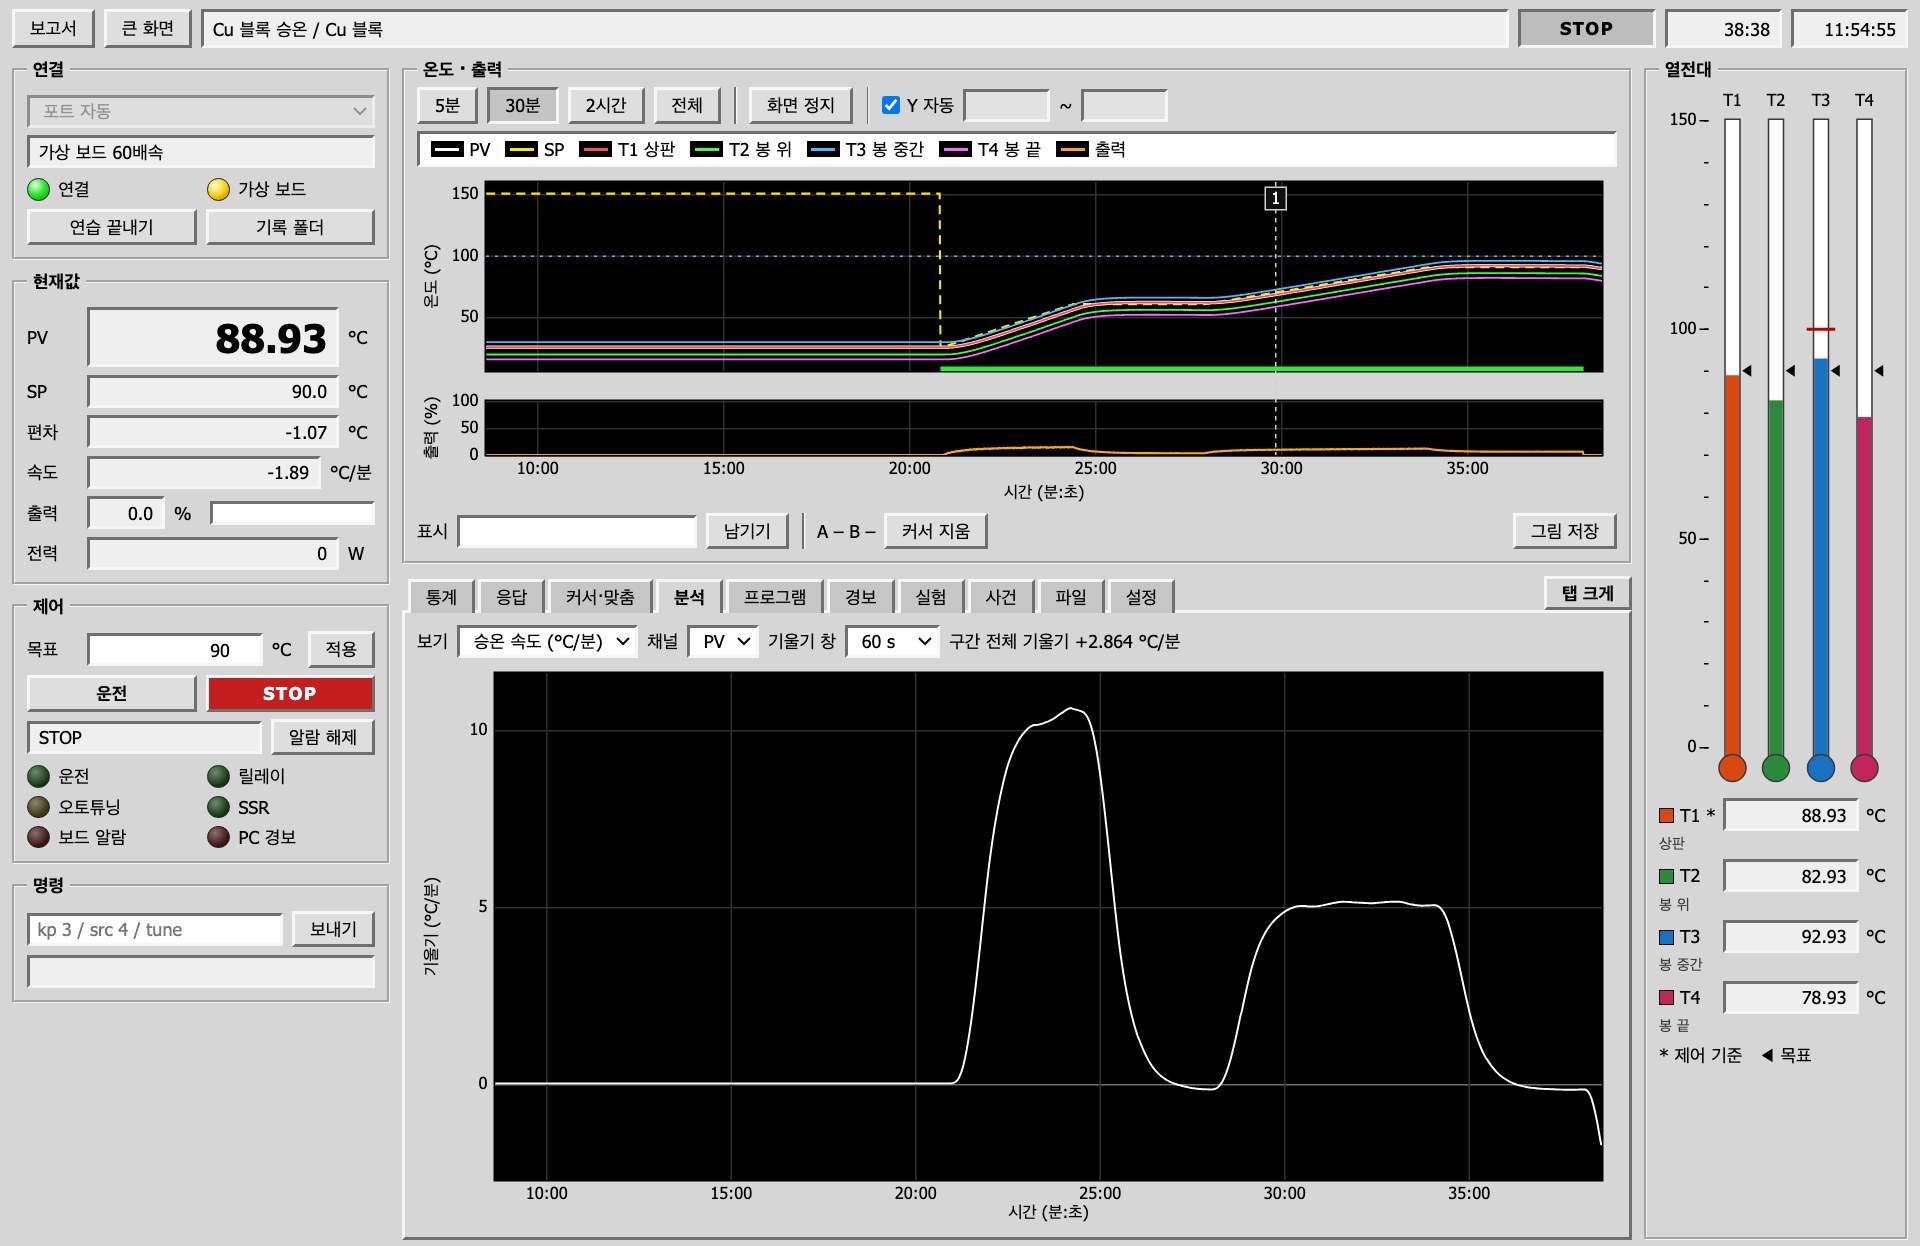 보고서 큰 화면 Cu 블록 승온 / Cu 블록 STOP 38:38 11:54:55
연결
포트 자동
가상 보드 60배속
연결 가상 보드
연습 끝내기 기록 폴더
현재값
PV 88.93 °C
SP 90.0 °C
편차 -1.07 °C
속도 -1.89 °C/분
출력 0.0 %
전력 0 W
제어
목표 90 °C 적용
운전 STOP
STOP 알람 해제
운전 릴레이
오토튜닝 SSR
보드 알람 PC 경보
명령
kp 3 / src 4 / tune 보내기
온도 · 출력
5분 30분 2시간 전체 화면 정지 Y 자동 ~
PV SP T1 상판 T2 봉 위 T3 봉 중간 T4 봉 끝 출력
온도 (°C)
150
100
50
1
출력 (%)
100
50
0
10:00 15:00 20:00 25:00 30:00 35:00
시간 (분:초)
표시 남기기 A – B – 커서 지움 그림 저장
통계 응답 커서·맞춤 분석 프로그램 경보 실험 사건 파일 설정 탭 크게
보기 승온 속도 (°C/분) 채널 PV 기울기 창 60 s 구간 전체 기울기 +2.864 °C/분
기울기 (°C/분)
10
5
0
10:00 15:00 20:00 25:00 30:00 35:00
시간 (분:초)
열전대
T1 T2 T3 T4
150
100
50
0
T1 * 88.93 °C
상판
T2 82.93 °C
봉 위
T3 92.93 °C
봉 중간
T4 78.93 °C
봉 끝
* 제어 기준 ◀ 목표